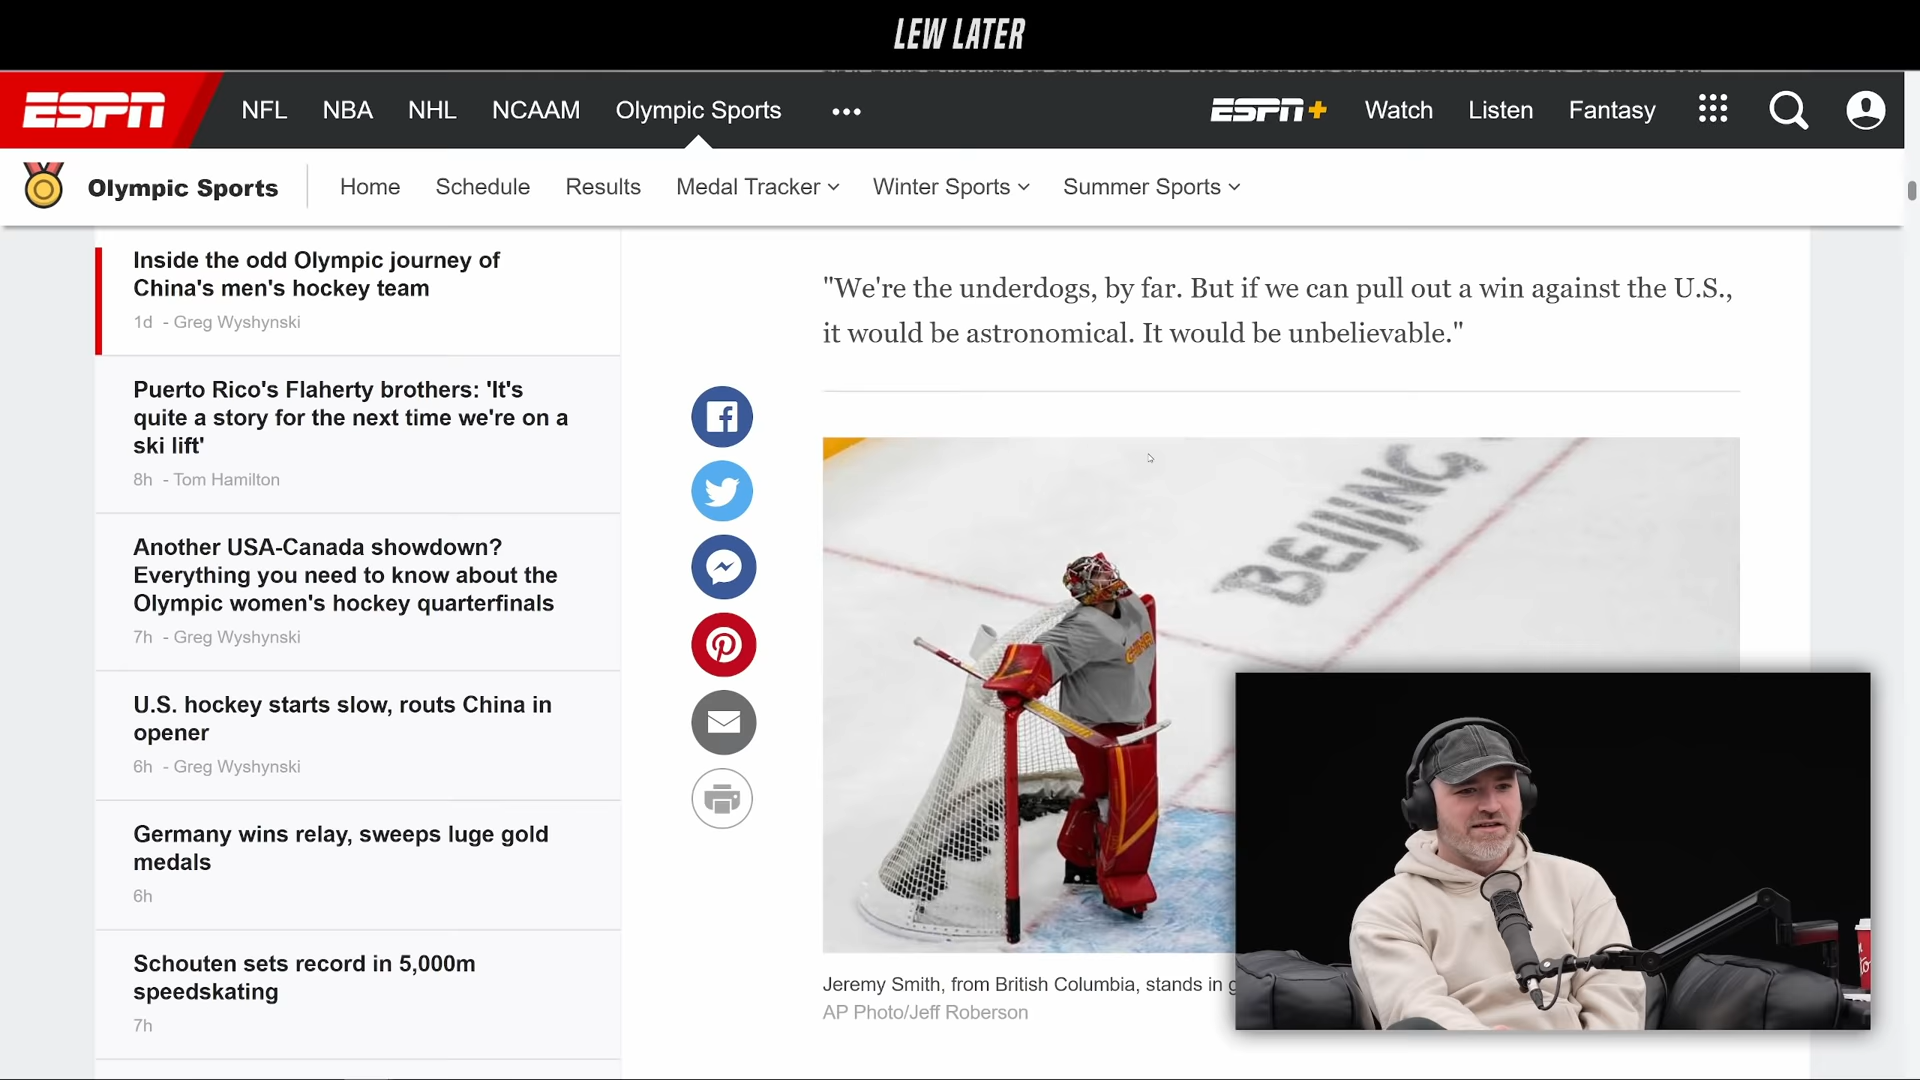 LEW LATER
ESPN
NFL
NBA
NHL
NCAAM
Olympic Sports
ESPN+
Watch
Listen
Fantasy
Olympic Sports
Home
Schedule
Results
Medal Tracker
Winter Sports
Summer Sports
Inside the odd Olympic journey of
China's men's hockey team
1d - Greg Wyshynski
Puerto Rico's Flaherty brothers: 'It's
quite a story for the next time we're on a
ski lift'
8h - Tom Hamilton
Another USA-Canada showdown?
Everything you need to know about the
Olympic women's hockey quarterfinals
7h - Greg Wyshynski
U.S. hockey starts slow, routs China in
opener
6h - Greg Wyshynski
Germany wins relay, sweeps luge gold
medals
6h
Schouten sets record in 5,000m
speedskating
7h
"We're the underdogs, by far. But if we can pull out a win against the U.S.,
it would be astronomical. It would be unbelievable."
BEIJING
Jeremy Smith, from British Columbia, stands in
AP Photo/Jeff Roberson